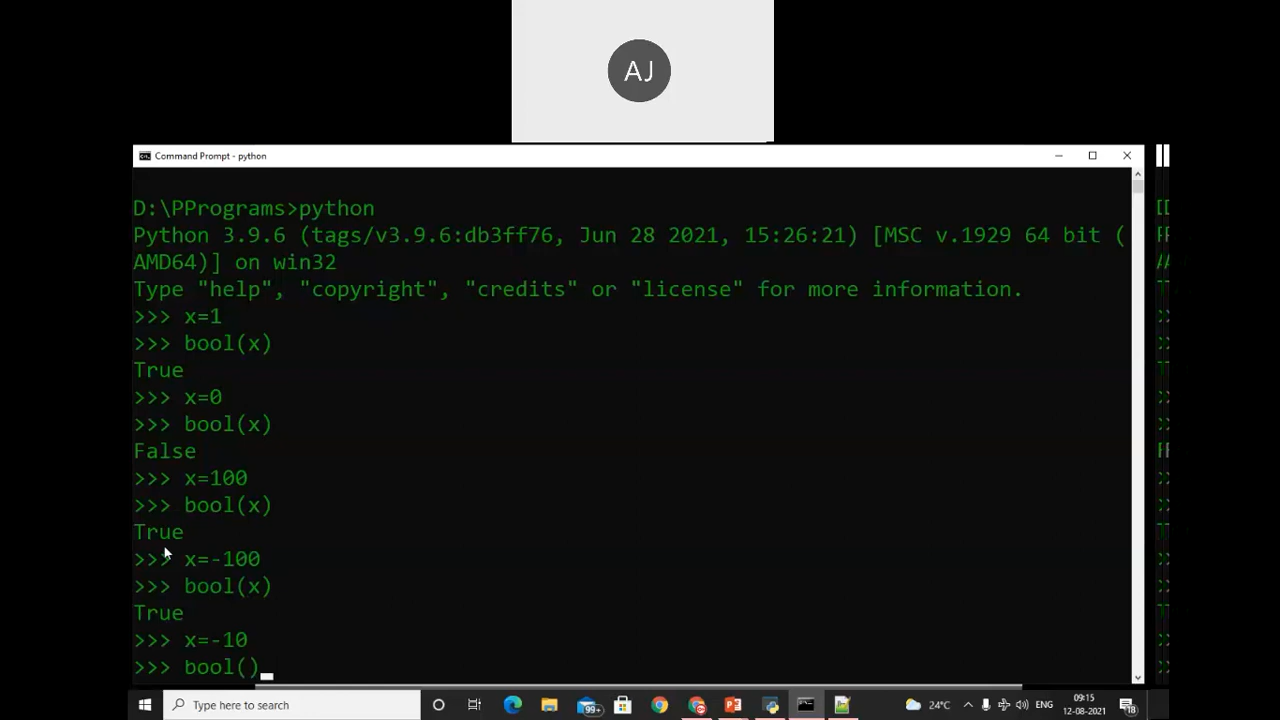 AJ
Command Prompt - python
D:\PPrograms>python
Python 3.9.6 (tags/v3.9.6:db3ff76, Jun 28 2021, 15:26:21) [MSC v.1929 64 bit (
AMD64)] on win32
Type "help", "copyright", "credits" or "license" for more information.
>>> x=1
>>> bool(x)
True
>>> x=0
>>> bool(x)
False
>>> x=100
>>> bool(x)
True
>>> x=-100
>>> bool(x)
True
>>> x=-10
>>> bool()
Type here to search
99+
24°C
ENG
09:15
12-08-2021
18